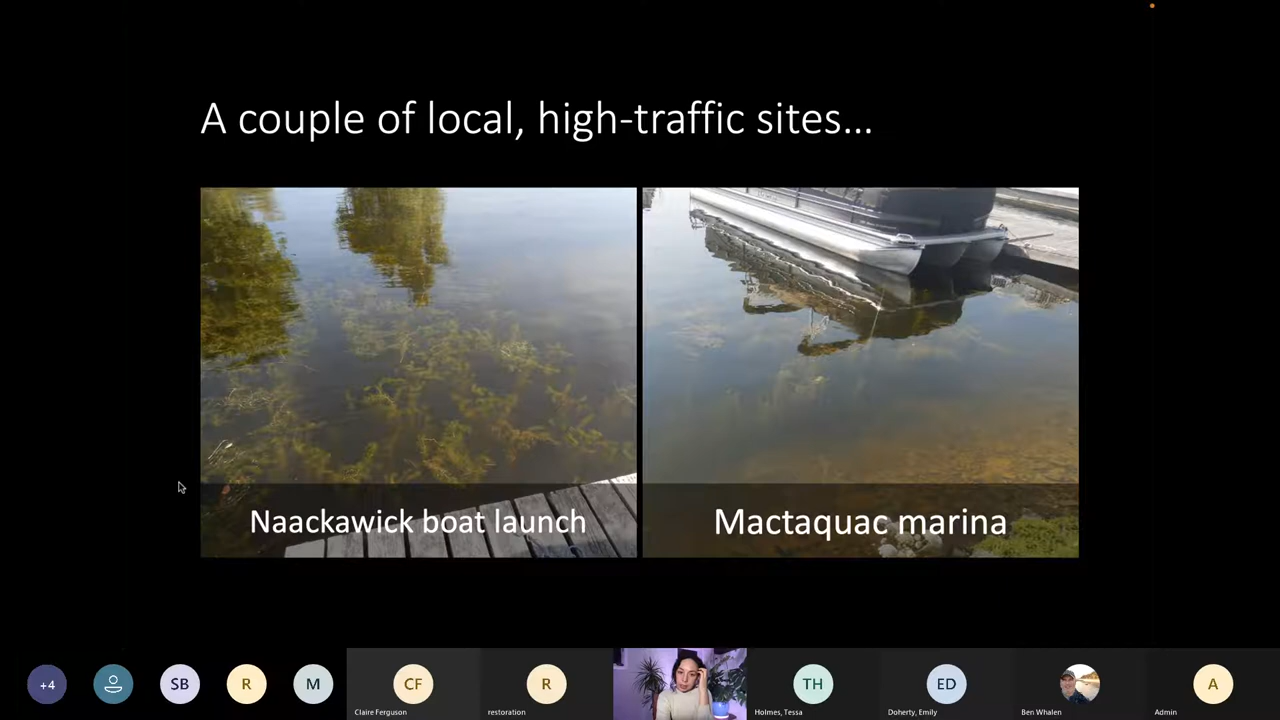 A couple of local, high-traffic sites...
Naackawick boat launch
Mactaquac marina
+4
SB
R
M
CF
Claire Ferguson
R
restoration
TH
Holmes, Tessa
ED
Doherty, Emily
Ben Whalen
A
Admin